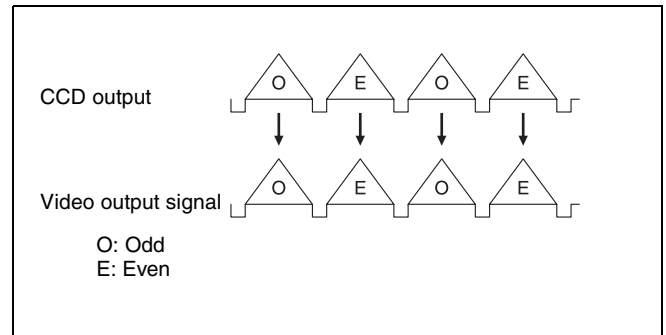 O E O E
CCD output
O E O E
Video output signal
O: Odd
E: Even